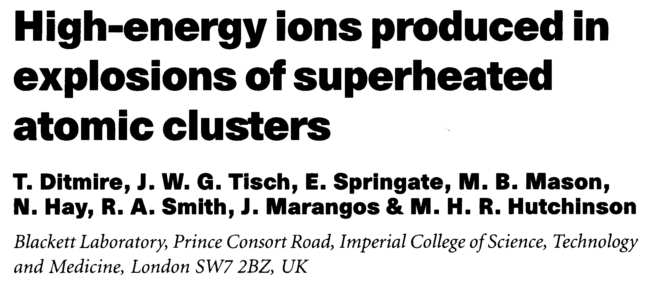 High-energy ions produced in
explosions of superheated
atomic clusters
T. Ditmire, J. W. G. Tisch, E. Springate, M. B. Mason,
N. Hay, R. A. Smith, J. Marangos & M. H. R. Hutchinson
Blackett Laboratory, Prince Consort Road, Imperial College of Science, Technology
and Medicine, London SW7 2BZ, UK